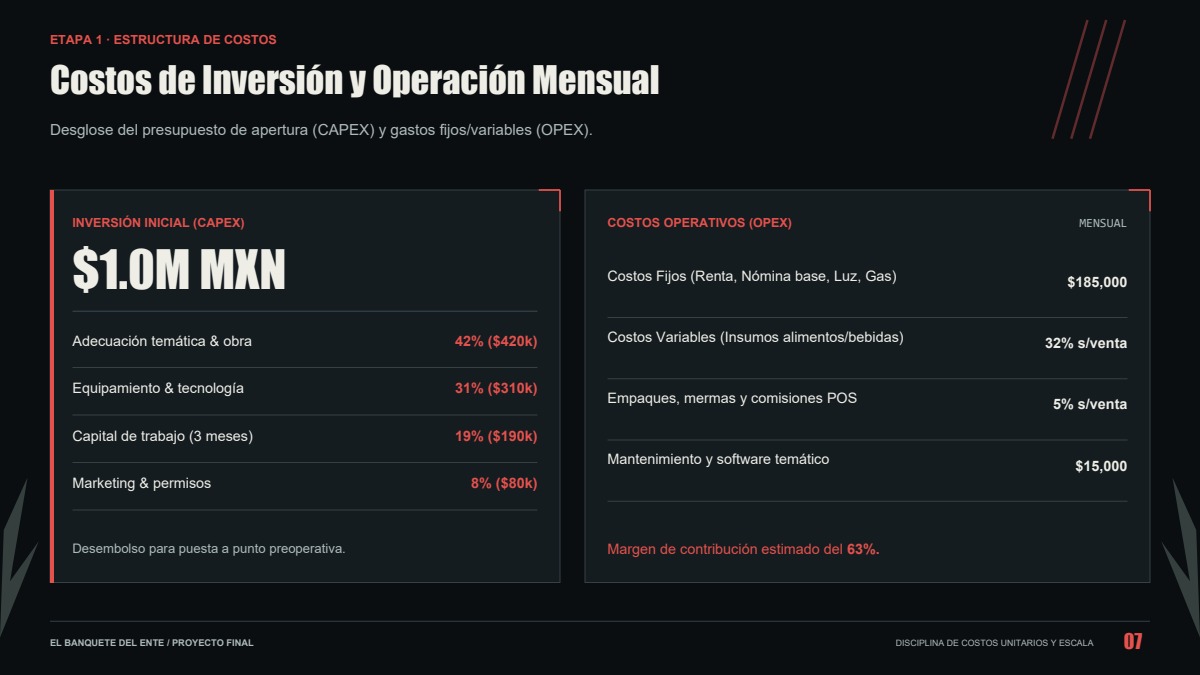 ETAPA 1 · ESTRUCTURA DE COSTOS
Costos de Inversión y Operación Mensual
Desglose del presupuesto de apertura (CAPEX) y gastos fijos/variables (OPEX).
INVERSIÓN INICIAL (CAPEX)
$1.0M MXN
Adecuación temática & obra 42% ($420k)
Equipamiento & tecnología 31% ($310k)
Capital de trabajo (3 meses) 19% ($190k)
Marketing & permisos 8% ($80k)
Desembolso para puesta a punto preoperativa.
COSTOS OPERATIVOS (OPEX) MENSUAL
Costos Fijos (Renta, Nómina base, Luz, Gas) $185,000
Costos Variables (Insumos alimentos/bebidas) 32% s/venta
Empaques, mermas y comisiones POS 5% s/venta
Mantenimiento y software temático $15,000
Margen de contribución estimado del 63%.
EL BANQUETE DEL ENTE / PROYECTO FINAL
DISCIPLINA DE COSTOS UNITARIOS Y ESCALA 07